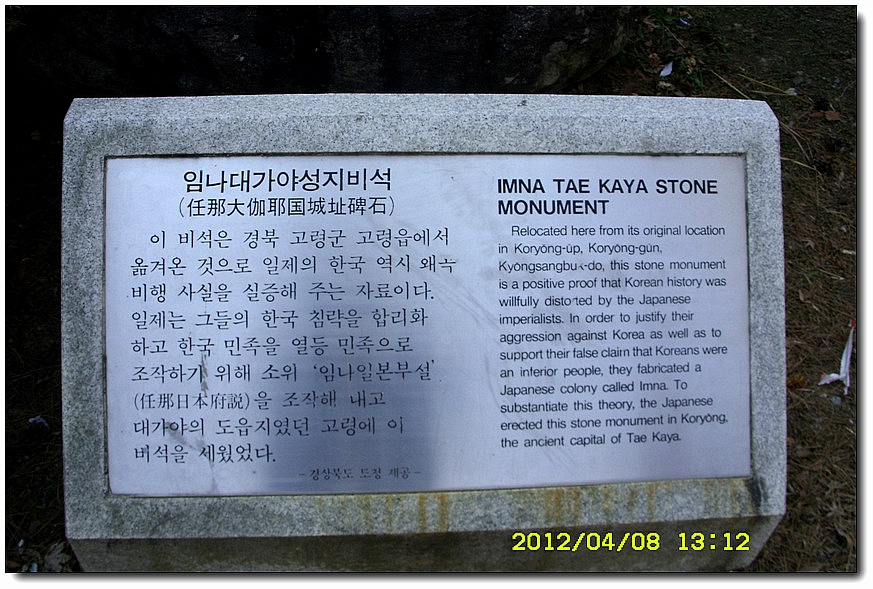 임나대가야성지비석
(任那大伽耶国城址碑石)
이 비석은 경북 고령군 고령읍에서
옮겨온 것으로 일제의 한국 역시 왜곡
비행 사실을 실증해 주는 자료이다.
일제는 그들의 한국 침략을 합리화
하고 한국 민족을 열등 민족으로
조작하기 위해 소위 ‘임나일본부설’
(任那日本府説)을 조작해 내고
대가야의 도읍지였던 고령에 이
비석을 세웠었다.
– 경상북도 도청 제공 –
IMNA TAE KAYA STONE
MONUMENT
Relocated here from its original location
in Koryŏng-ŭp, Koryŏng-gŭn,
Kyŏngsangbuk-do, this stone monument
is a positive proof that Korean history was
willfully distorted by the Japanese
imperialists. In order to justify their
aggression against Korea as well as to
support their false clairn that Koreans were
an inferior people, they fabricated a
Japanese colony called Imna. To
substantiate this theory, the Japanese
erected this stone monument in Koryŏng,
the ancient capital of Tae Kaya.
2012/04/08 13:12